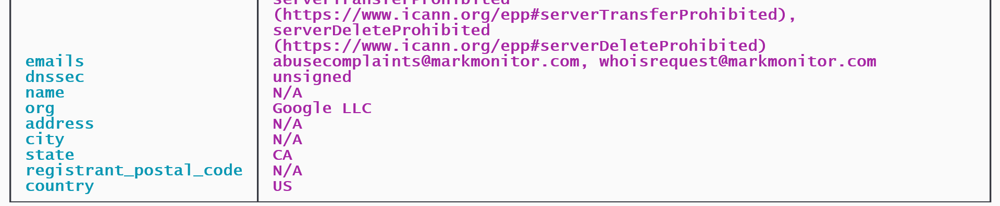 serverTransferProhibited
(https://www.icann.org/epp#serverTransferProhibited),
serverDeleteProhibited
(https://www.icann.org/epp#serverDeleteProhibited)
emails abusecomplaints@markmonitor.com, whoisrequest@markmonitor.com
dnssec unsigned
name N/A
org Google LLC
address N/A
city N/A
state CA
registrant_postal_code N/A
country US